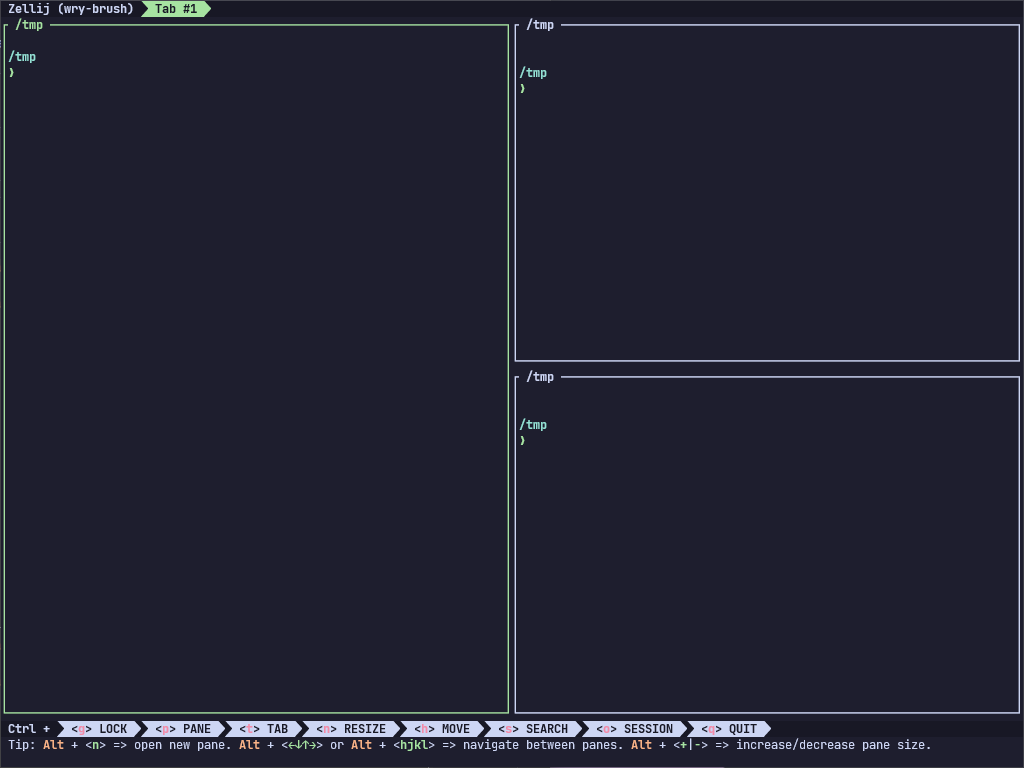 Zellij (wry-brush) Tab #1
/tmp
/tmp
❯
/tmp
/tmp
❯
/tmp
/tmp
❯
Ctrl + <g> LOCK <p> PANE <t> TAB <n> RESIZE <h> MOVE <s> SEARCH <o> SESSION <q> QUIT
Tip: Alt + <n> => open new pane. Alt + <←↓↑→> or Alt + <hjkl> => navigate between panes. Alt + <+|-> => increase/decrease pane size.